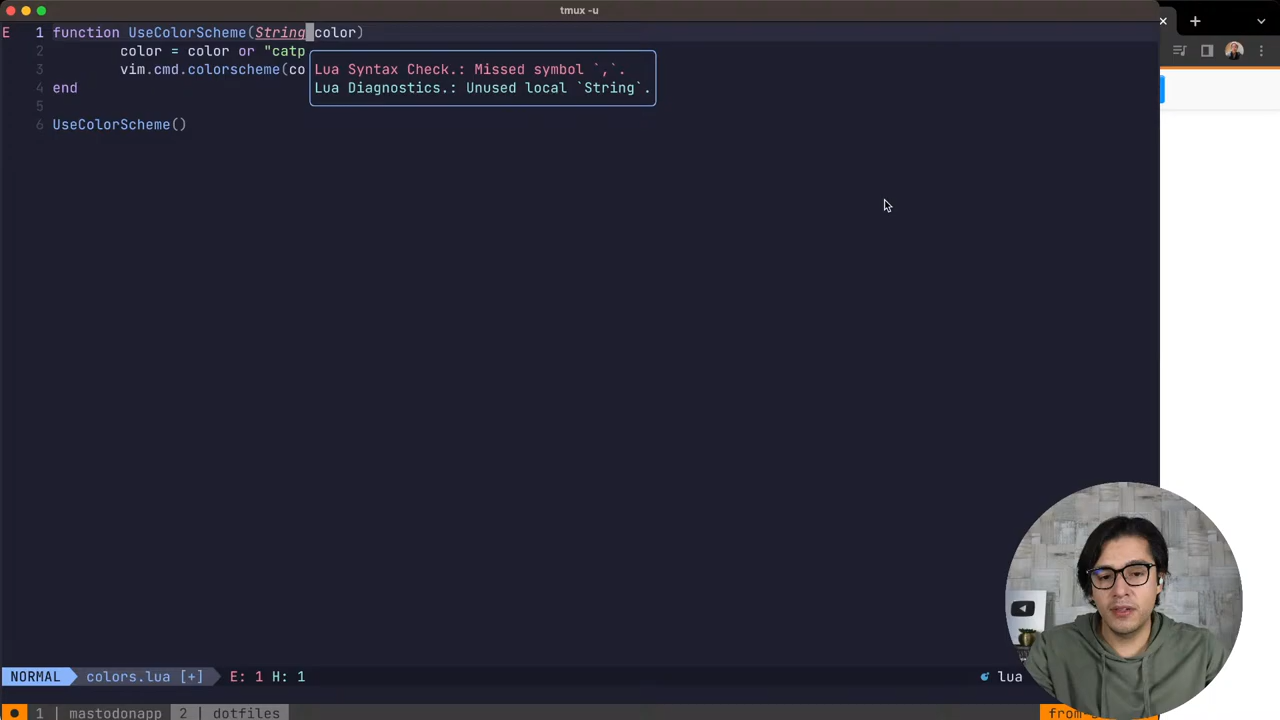 tmux -u
E 1 function UseColorScheme(String color)
2 color = color or "catp
3 vim.cmd.colorscheme(co
Lua Syntax Check.: Missed symbol `,`.
Lua Diagnostics.: Unused local `String`.
4 end
5
6 UseColorScheme()
NORMAL colors.lua [+] E: 1 H: 1 lua
1 | mastodonapp 2 | dotfiles